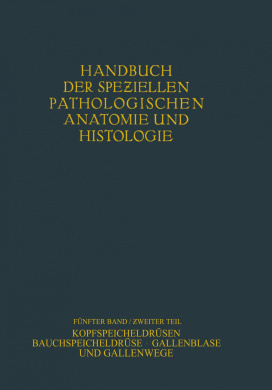 HANDBUCH
DER SPEZIELLEN
PATHOLOGISCHEN
ANATOMIE UND
HISTOLOGIE
FÜNFTER BAND / ZWEITER TEIL
KOPFSPEICHELDRÜSEN
BAUCHSPEICHELDRÜSE · GALLENBLASE
UND GALLENWEGE